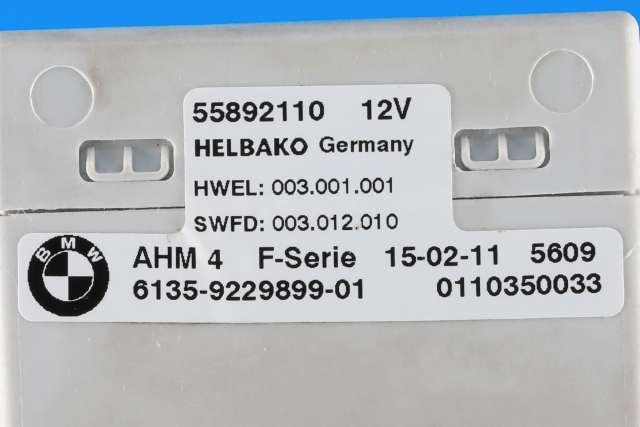 55892110 12V
HELBAKO Germany
HWEL: 003.001.001
SWFD: 003.012.010
BMW
AHM 4 F-Serie 15-02-11 5609
6135-9229899-01 0110350033